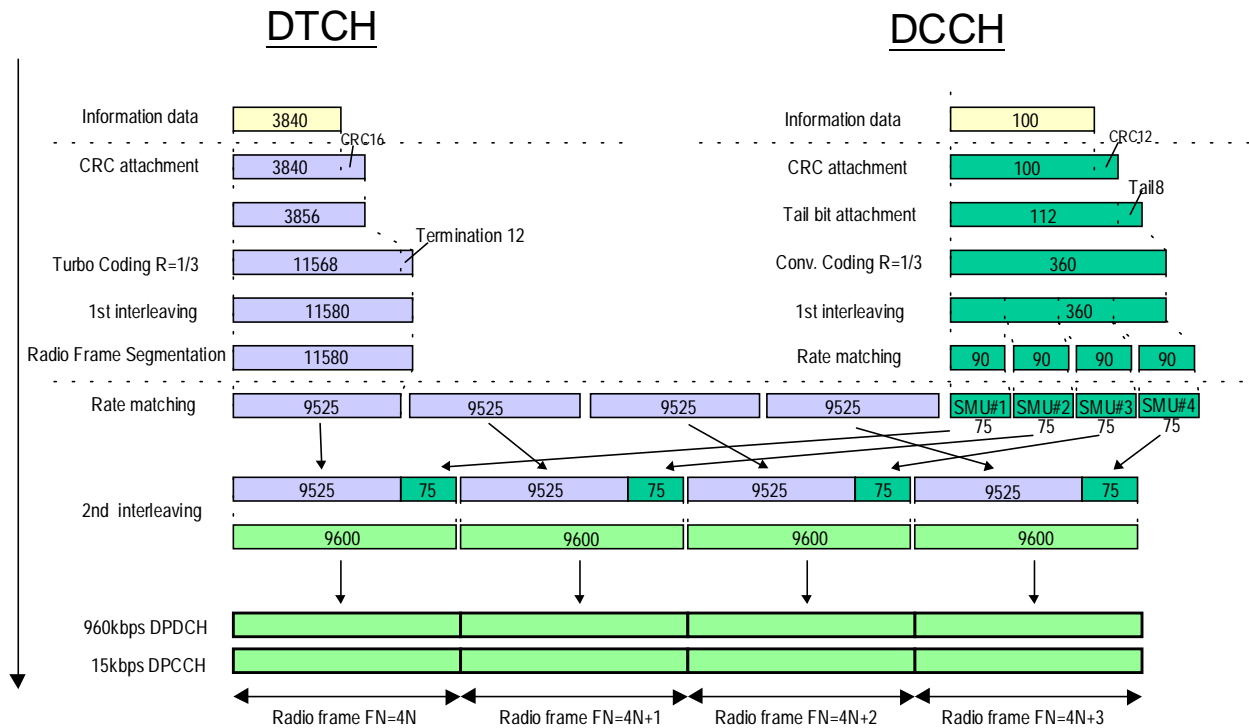 DTCH
DCCH
Information data 3840
Information data 100
CRC16
CRC12
CRC attachment 3840
CRC attachment 100
Tail8
3856
Tail bit attachment 112
Termination 12
Turbo Coding R=1/3 11568
Conv. Coding R=1/3 360
1st interleaving 11580
1st interleaving 360
Radio Frame Segmentation 11580
Rate matching 90 90 90 90
Rate matching 9525 9525 9525 9525 SMU#1 SMU#2 SMU#3 SMU#4
75 75 75 75
9525 75 9525 75 9525 75 9525 75
2nd interleaving
9600 9600 9600 9600
960kbps DPDCH
15kbps DPCCH
Radio frame FN=4N Radio frame FN=4N+1 Radio frame FN=4N+2 Radio frame FN=4N+3